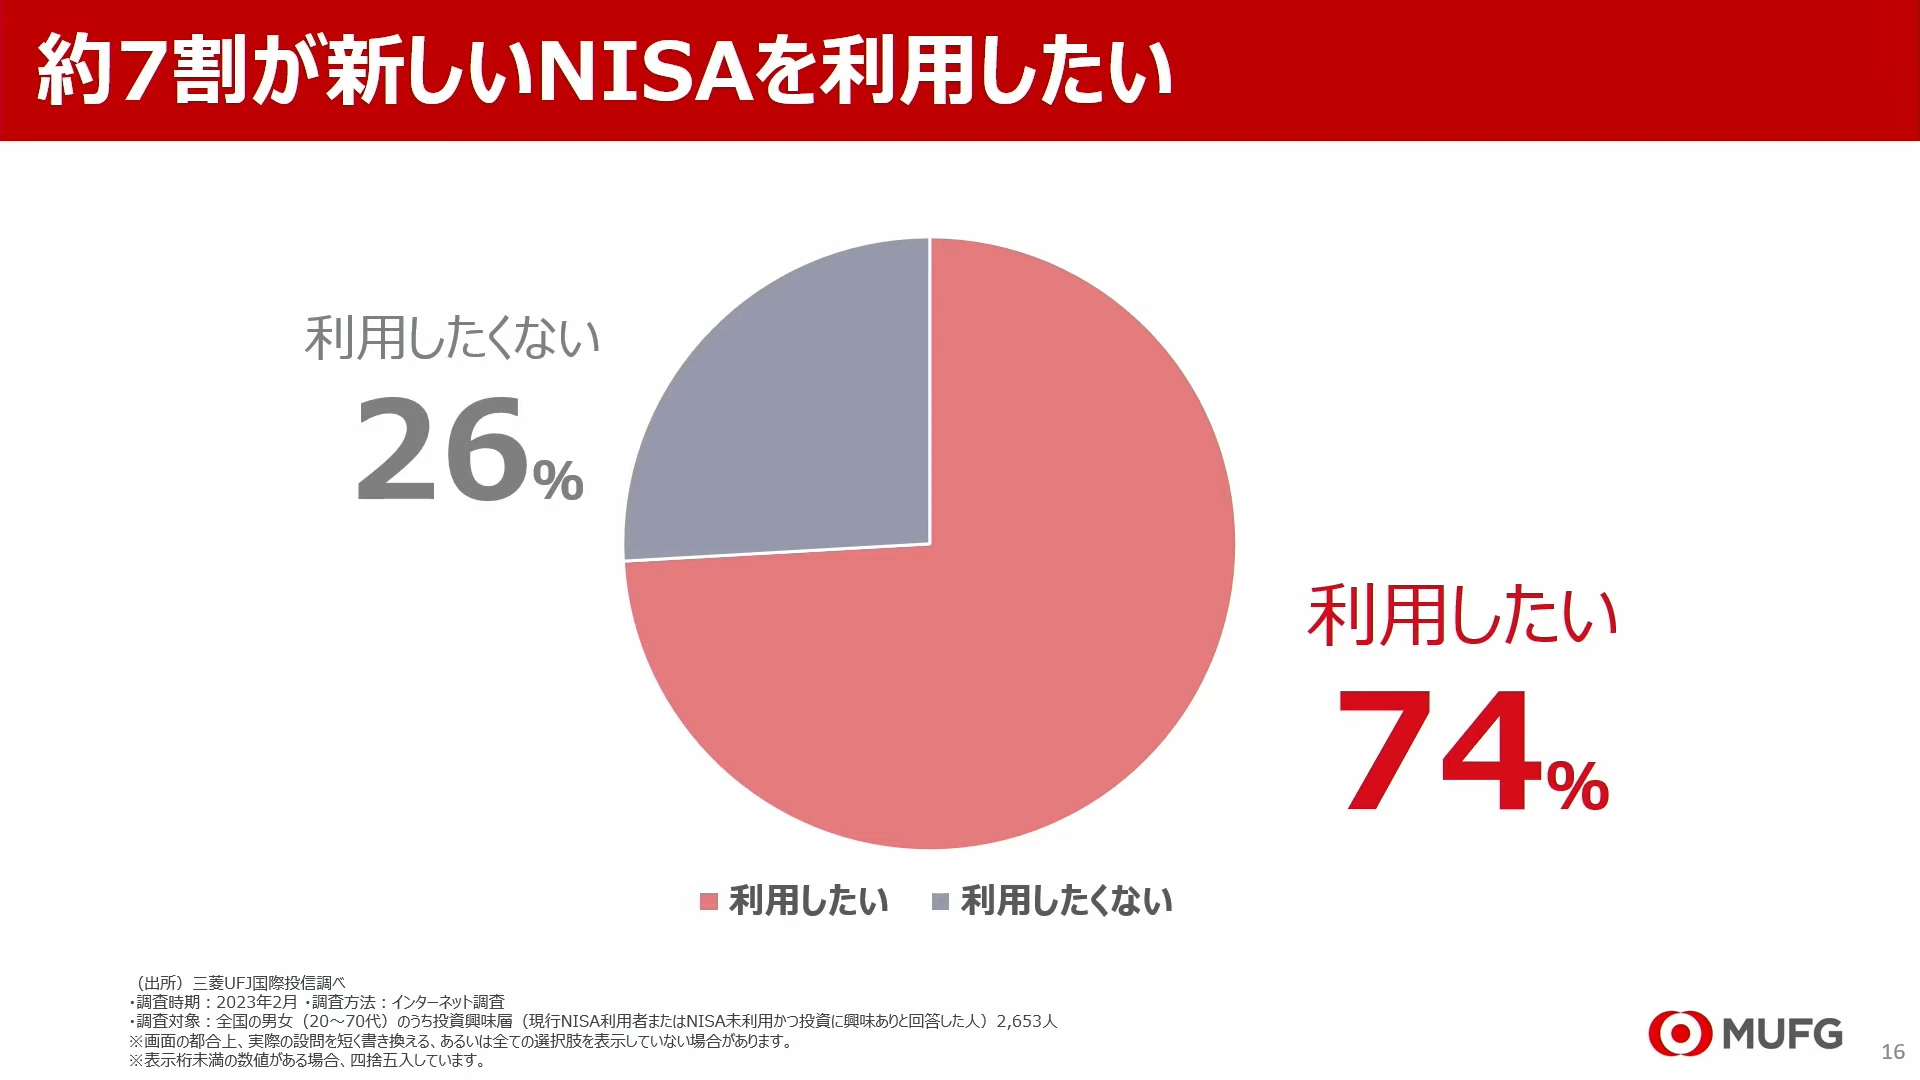 約7割が新しいNISAを利用したい
利用したくない
26%
利用したい
74%
利用したい 利用したくない
（出所）三菱UFJ国際投信調べ
・調査時期：2023年2月 ・調査方法：インターネット調査
・調査対象：全国の男女（20～70代）のうち投資興味層（現行NISA利用者またはNISA未利用かつ投資に興味ありと回答した人）2,653人
※画面の都合上、実際の設問を短く書き換える、あるいは全ての選択肢を表示していない場合があります。
※表示桁未満の数値がある場合、四捨五入しています。
MUFG
16